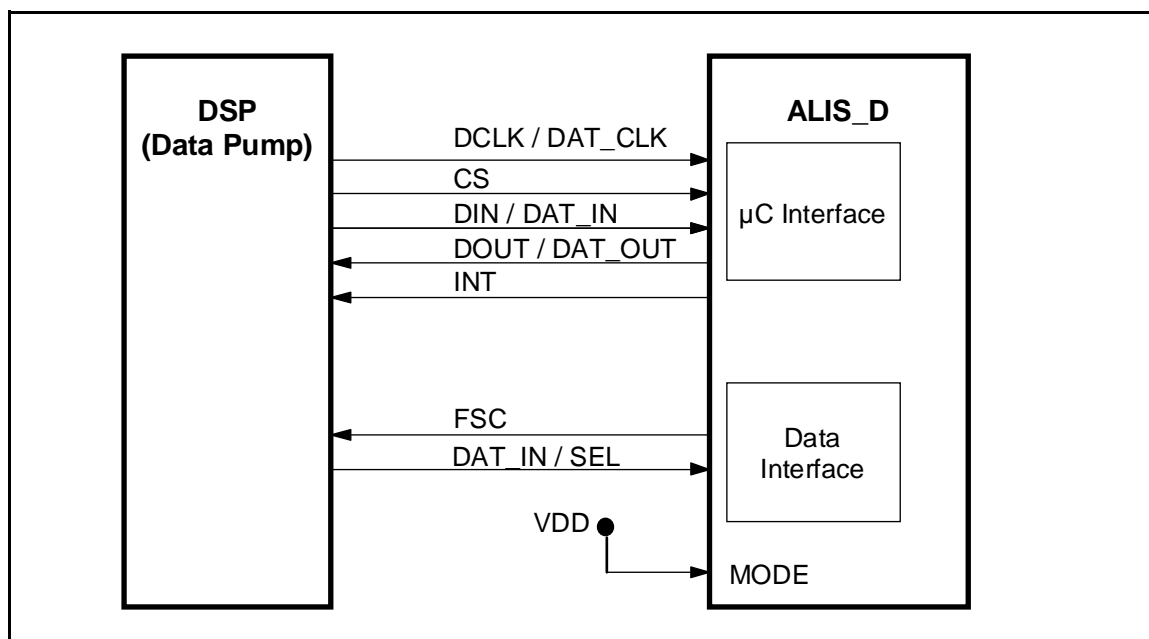 DSP
(Data Pump)
DCLK / DAT_CLK
CS
DIN / DAT_IN
DOUT / DAT_OUT
INT
FSC
DAT_IN / SEL
VDD
ALIS_D
µC Interface
Data
Interface
MODE